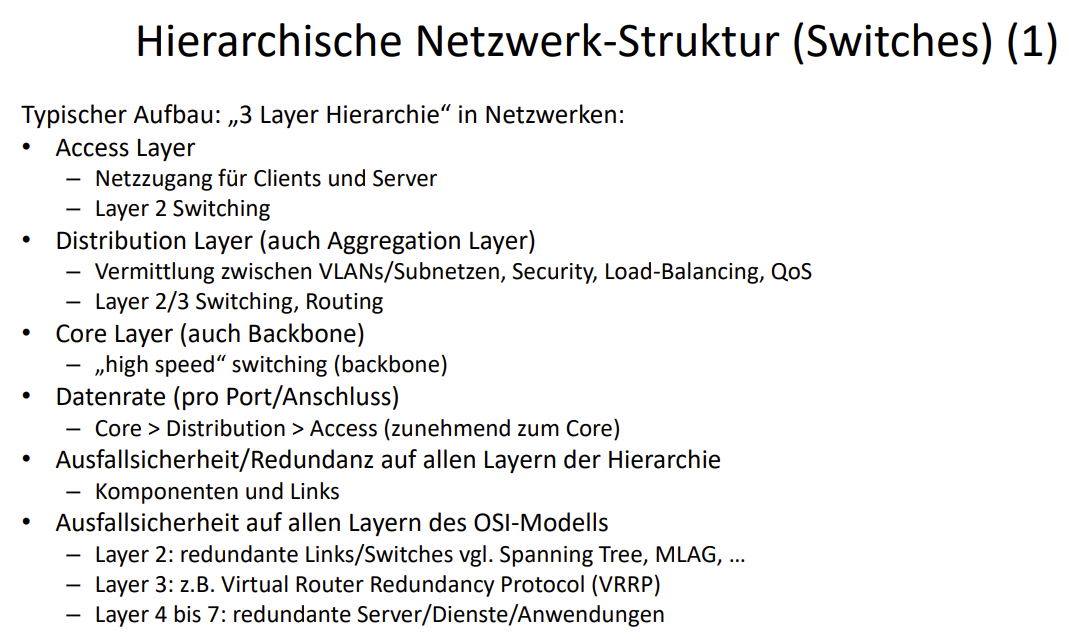 Hierarchische Netzwerk-Struktur (Switches) (1)
Typischer Aufbau: „3 Layer Hierarchie“ in Netzwerken:
• Access Layer
– Netzzugang für Clients und Server
– Layer 2 Switching
• Distribution Layer (auch Aggregation Layer)
– Vermittlung zwischen VLANs/Subnetzen, Security, Load-Balancing, QoS
– Layer 2/3 Switching, Routing
• Core Layer (auch Backbone)
– „high speed“ switching (backbone)
• Datenrate (pro Port/Anschluss)
– Core > Distribution > Access (zunehmend zum Core)
• Ausfallsicherheit/Redundanz auf allen Layern der Hierarchie
– Komponenten und Links
• Ausfallsicherheit auf allen Layern des OSI-Modells
– Layer 2: redundante Links/Switches vgl. Spanning Tree, MLAG, …
– Layer 3: z.B. Virtual Router Redundancy Protocol (VRRP)
– Layer 4 bis 7: redundante Server/Dienste/Anwendungen